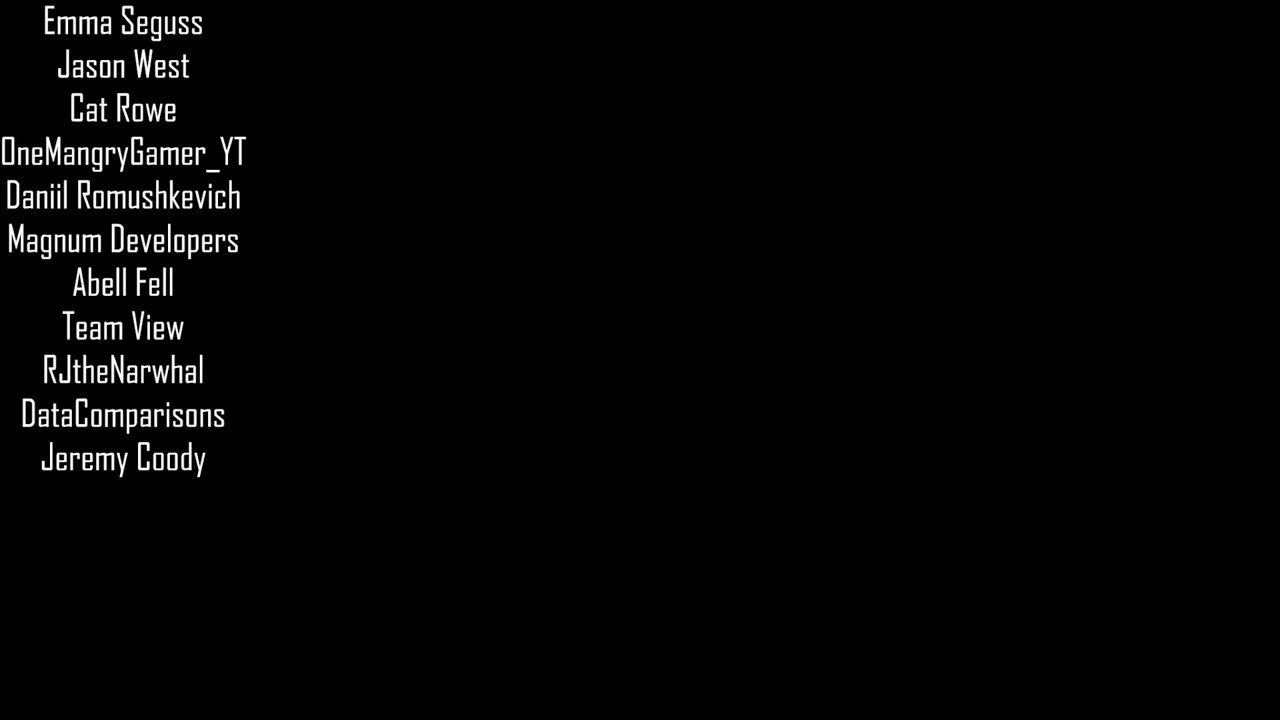 Emma Seguss
Jason West
Cat Rowe
OneMangryGamer_YT
Daniil Romushkevich
Magnum Developers
Abell Fell
Team View
RJtheNarwhal
DataComparisons
Jeremy Coody